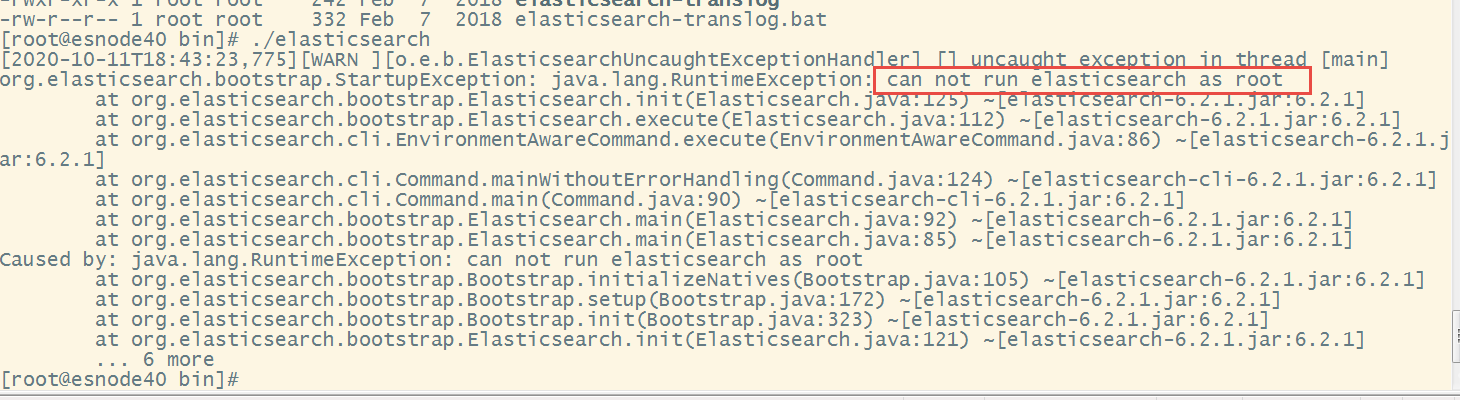 -rwxr-xr-x 1 root root    242 Feb  7  2018 elasticsearch-translog
-rw-r--r-- 1 root root    332 Feb  7  2018 elasticsearch-translog.bat
[root@esnode40 bin]# ./elasticsearch
[2020-10-11T18:43:23,775][WARN ][o.e.b.ElasticsearchUncaughtExceptionHandler] [] uncaught exception in thread [main]
org.elasticsearch.bootstrap.StartupException: java.lang.RuntimeException: can not run elasticsearch as root
        at org.elasticsearch.bootstrap.Elasticsearch.init(Elasticsearch.java:125) ~[elasticsearch-6.2.1.jar:6.2.1]
        at org.elasticsearch.bootstrap.Elasticsearch.execute(Elasticsearch.java:112) ~[elasticsearch-6.2.1.jar:6.2.1]
        at org.elasticsearch.cli.EnvironmentAwareCommand.execute(EnvironmentAwareCommand.java:86) ~[elasticsearch-6.2.1.j
ar:6.2.1]
        at org.elasticsearch.cli.Command.mainWithoutErrorHandling(Command.java:124) ~[elasticsearch-cli-6.2.1.jar:6.2.1]
        at org.elasticsearch.cli.Command.main(Command.java:90) ~[elasticsearch-cli-6.2.1.jar:6.2.1]
        at org.elasticsearch.bootstrap.Elasticsearch.main(Elasticsearch.java:92) ~[elasticsearch-6.2.1.jar:6.2.1]
        at org.elasticsearch.bootstrap.Elasticsearch.main(Elasticsearch.java:85) ~[elasticsearch-6.2.1.jar:6.2.1]
Caused by: java.lang.RuntimeException: can not run elasticsearch as root
        at org.elasticsearch.bootstrap.Bootstrap.initializeNatives(Bootstrap.java:105) ~[elasticsearch-6.2.1.jar:6.2.1]
        at org.elasticsearch.bootstrap.Bootstrap.setup(Bootstrap.java:172) ~[elasticsearch-6.2.1.jar:6.2.1]
        at org.elasticsearch.bootstrap.Bootstrap.init(Bootstrap.java:323) ~[elasticsearch-6.2.1.jar:6.2.1]
        at org.elasticsearch.bootstrap.Elasticsearch.init(Elasticsearch.java:121) ~[elasticsearch-6.2.1.jar:6.2.1]
        ... 6 more
[root@esnode40 bin]#